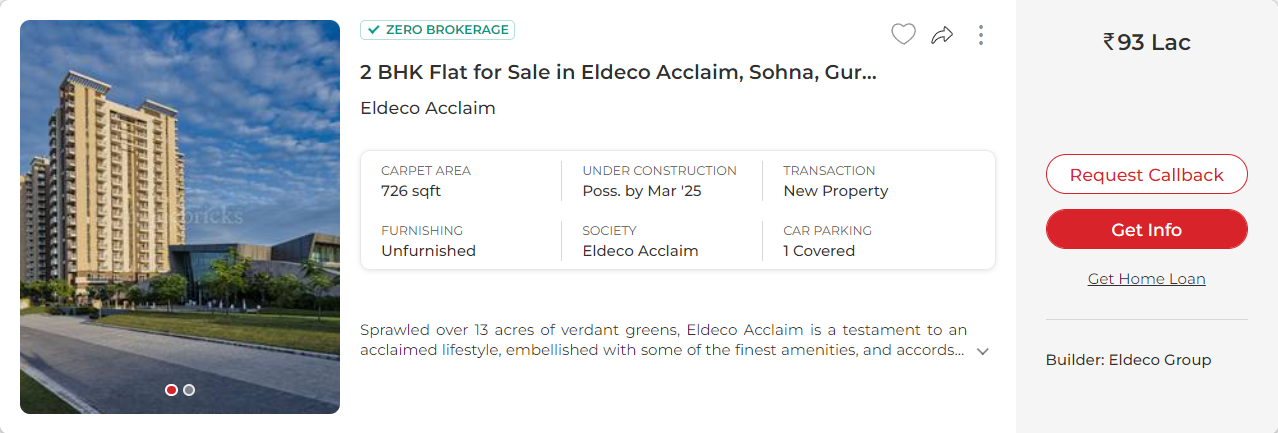 ZERO BROKERAGE
2 BHK Flat for Sale in Eldeco Acclaim, Sohna, Gur...
Eldeco Acclaim
CARPET AREA
726 sqft
UNDER CONSTRUCTION
Poss. by Mar '25
TRANSACTION
New Property
FURNISHING
Unfurnished
SOCIETY
Eldeco Acclaim
CAR PARKING
1 Covered
Sprawled over 13 acres of verdant greens, Eldeco Acclaim is a testament to an
acclaimed lifestyle, embellished with some of the finest amenities, and accords...
₹93 Lac
Request Callback
Get Info
Get Home Loan
Builder: Eldeco Group